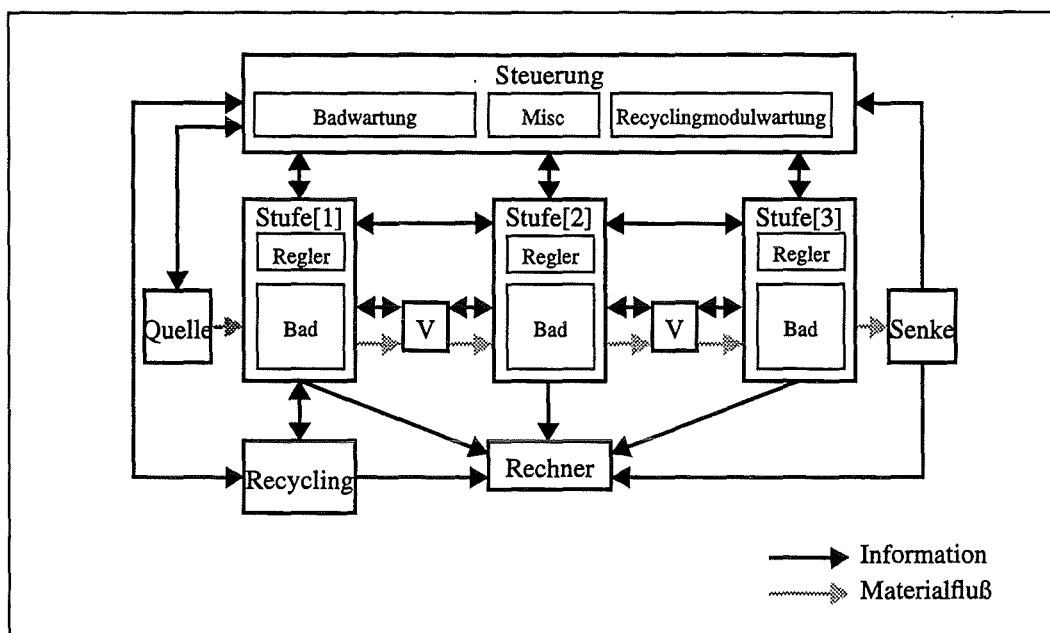 Steuerung
Badwartung
Misc
Recyclingmodulwartung
Stufe[1]
Stufe[2]
Stufe[3]
Regler
Regler
Regler
Quelle
Bad
V
Bad
V
Bad
Senke
Recycling
Rechner
Information
Materialfluß